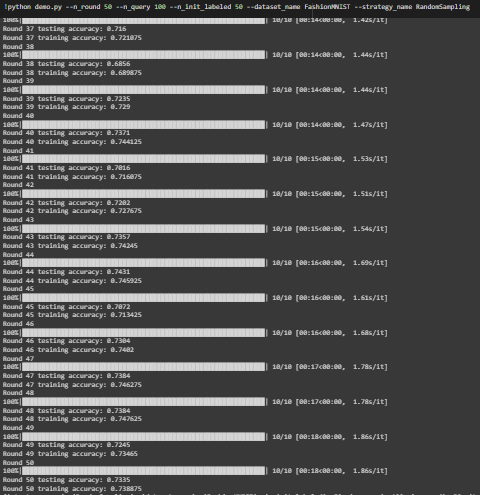 !python demo.py --n_round 50 --n_query 100 --n_init_labeled 50 --dataset_name FashionMNIST --strategy_name RandomSampling
100% 10/10 [00:14<00:00, 1.42s/it]
Round 37 testing accuracy: 0.716
Round 37 training accuracy: 0.721075
Round 38
100% 10/10 [00:14<00:00, 1.44s/it]
Round 38 testing accuracy: 0.6856
Round 38 training accuracy: 0.689875
Round 39
100% 10/10 [00:14<00:00, 1.44s/it]
Round 39 testing accuracy: 0.7235
Round 39 training accuracy: 0.729
Round 40
100% 10/10 [00:14<00:00, 1.47s/it]
Round 40 testing accuracy: 0.7371
Round 40 training accuracy: 0.744125
Round 41
100% 10/10 [00:15<00:00, 1.53s/it]
Round 41 testing accuracy: 0.7016
Round 41 training accuracy: 0.716075
Round 42
100% 10/10 [00:15<00:00, 1.51s/it]
Round 42 testing accuracy: 0.7202
Round 42 training accuracy: 0.727675
Round 43
100% 10/10 [00:15<00:00, 1.54s/it]
Round 43 testing accuracy: 0.7357
Round 43 training accuracy: 0.74245
Round 44
100% 10/10 [00:16<00:00, 1.69s/it]
Round 44 testing accuracy: 0.7431
Round 44 training accuracy: 0.745925
Round 45
100% 10/10 [00:16<00:00, 1.61s/it]
Round 45 testing accuracy: 0.7072
Round 45 training accuracy: 0.713425
Round 46
100% 10/10 [00:16<00:00, 1.68s/it]
Round 46 testing accuracy: 0.7304
Round 46 training accuracy: 0.7402
Round 47
100% 10/10 [00:17<00:00, 1.78s/it]
Round 47 testing accuracy: 0.7384
Round 47 training accuracy: 0.746275
Round 48
100% 10/10 [00:17<00:00, 1.78s/it]
Round 48 testing accuracy: 0.7384
Round 48 training accuracy: 0.747625
Round 49
100% 10/10 [00:18<00:00, 1.86s/it]
Round 49 testing accuracy: 0.7245
Round 49 training accuracy: 0.73465
Round 50
100% 10/10 [00:18<00:00, 1.86s/it]
Round 50 testing accuracy: 0.7335
Round 50 training accuracy: 0.738875